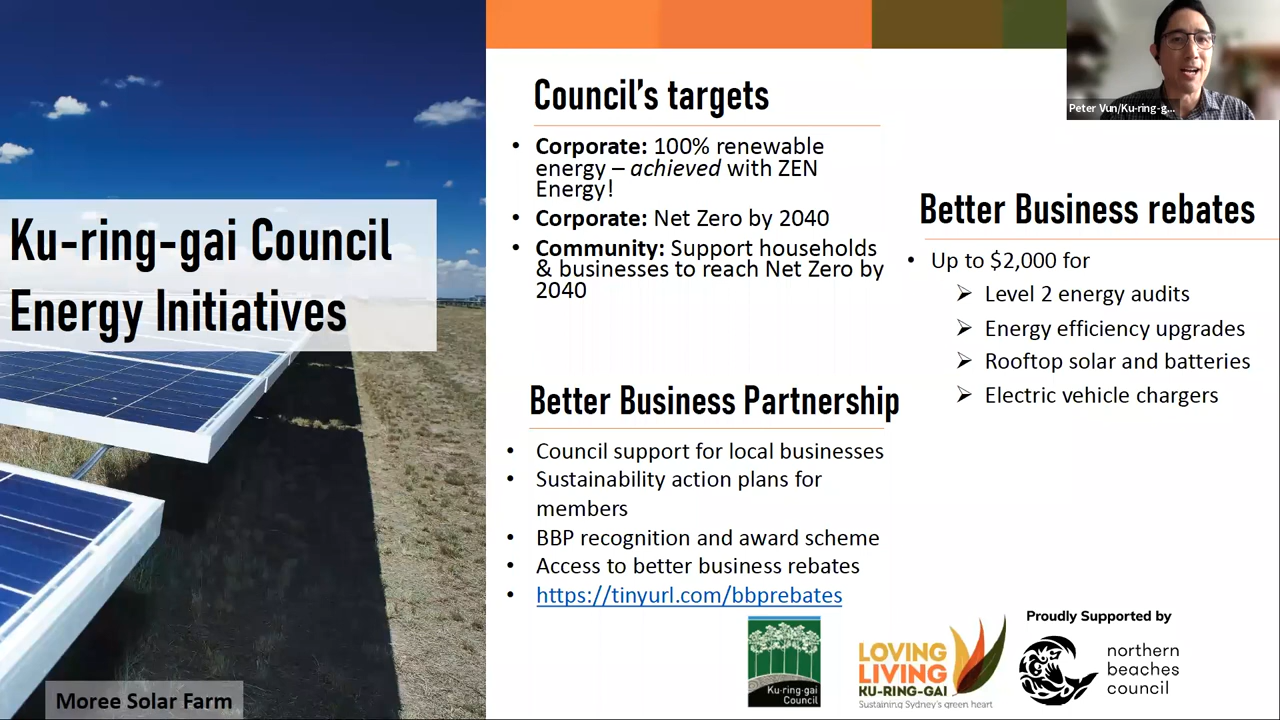 Ku-ring-gai Council
Energy Initiatives
Moree Solar Farm
Council's targets
• Corporate: 100% renewable
energy – achieved with ZEN
Energy!
• Corporate: Net Zero by 2040
• Community: Support households
& businesses to reach Net Zero by
2040
Better Business Partnership
• Council support for local businesses
• Sustainability action plans for
members
• BBP recognition and award scheme
• Access to better business rebates
• https://tinyurl.com/bbprebates
Peter Vun/Ku-ring-g...
Better Business rebates
• Up to $2,000 for
➢ Level 2 energy audits
➢ Energy efficiency upgrades
➢ Rooftop solar and batteries
➢ Electric vehicle chargers
Ku-ring-gai
Council
LOVING
LIVING
KU-RING-GAI
Sustaining Sydney's green heart
Proudly Supported by
northern
beaches
council